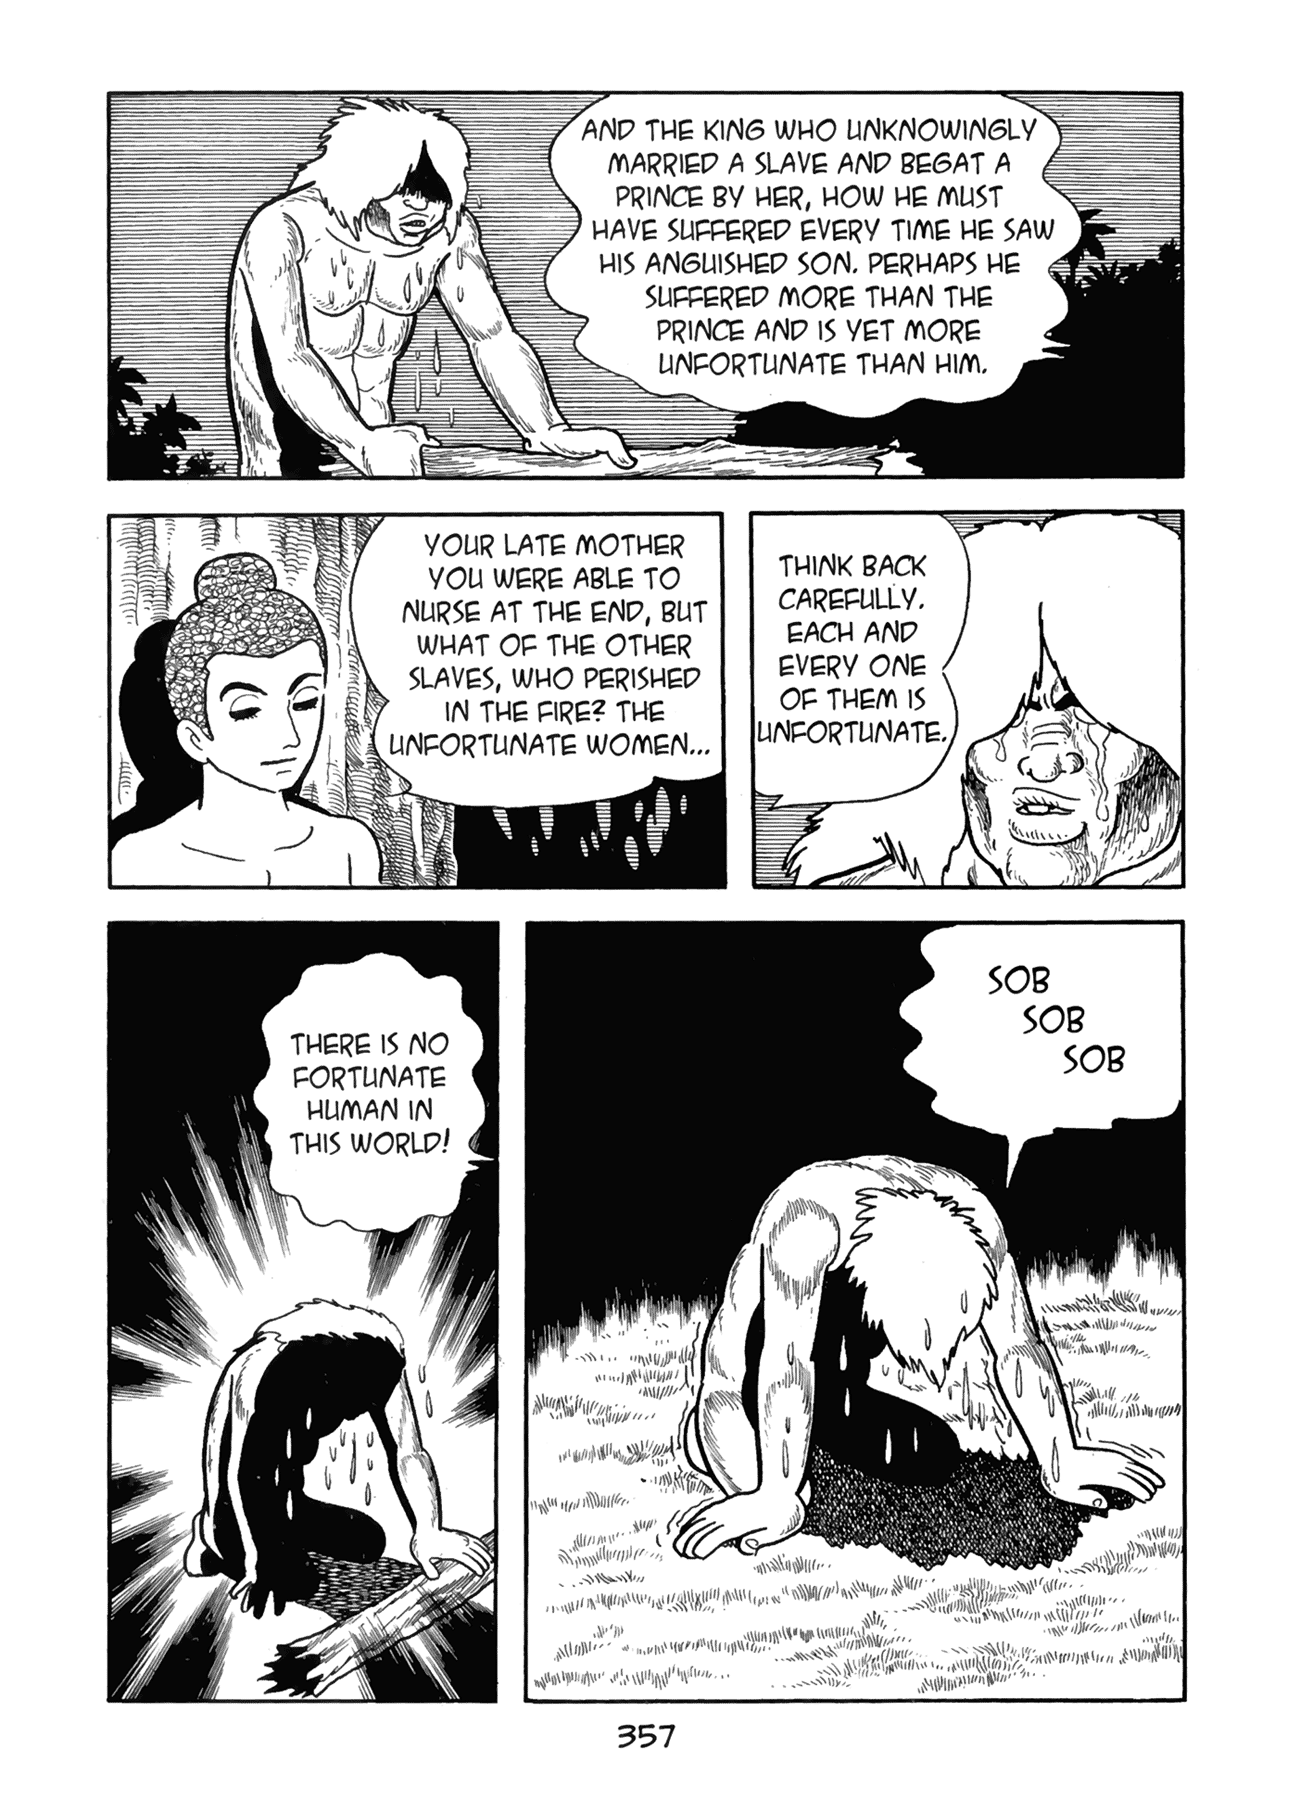 AND THE KING WHO UNKNOWINGLY
MARRIED A SLAVE AND BEGAT A
PRINCE BY HER, HOW HE MUST
HAVE SUFFERED EVERY TIME HE SAW
HIS ANGUISHED SON. PERHAPS HE
SUFFERED MORE THAN THE
PRINCE AND IS YET MORE
UNFORTUNATE THAN HIM.
YOUR LATE MOTHER
YOU WERE ABLE TO
NURSE AT THE END, BUT
WHAT OF THE OTHER
SLAVES, WHO PERISHED
IN THE FIRE? THE
UNFORTUNATE WOMEN...
THINK BACK
CAREFULLY.
EACH AND
EVERY ONE
OF THEM IS
UNFORTUNATE.
THERE IS NO
FORTUNATE
HUMAN IN
THIS WORLD!
SOB
SOB
SOB
357